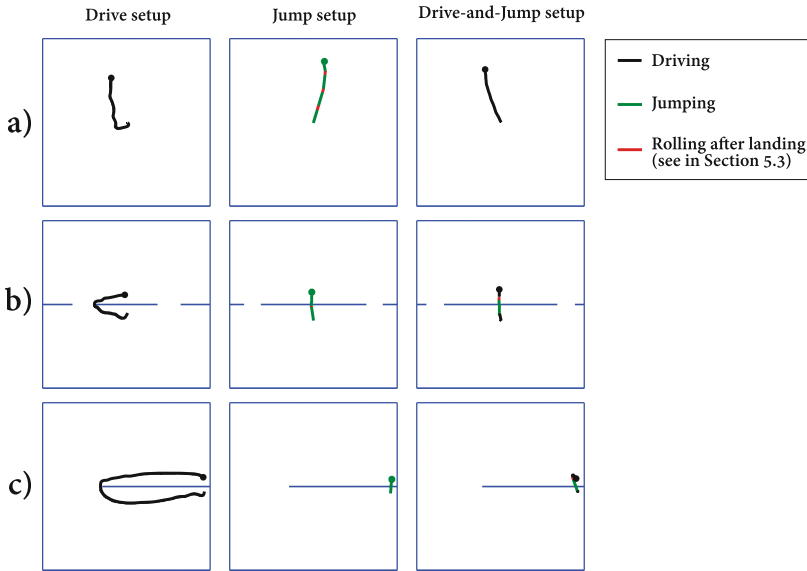 Drive setup
Jump setup
Drive-and-Jump setup
a)
Driving
Jumping
Rolling after landing
(see in Section 5.3)
b)
c)